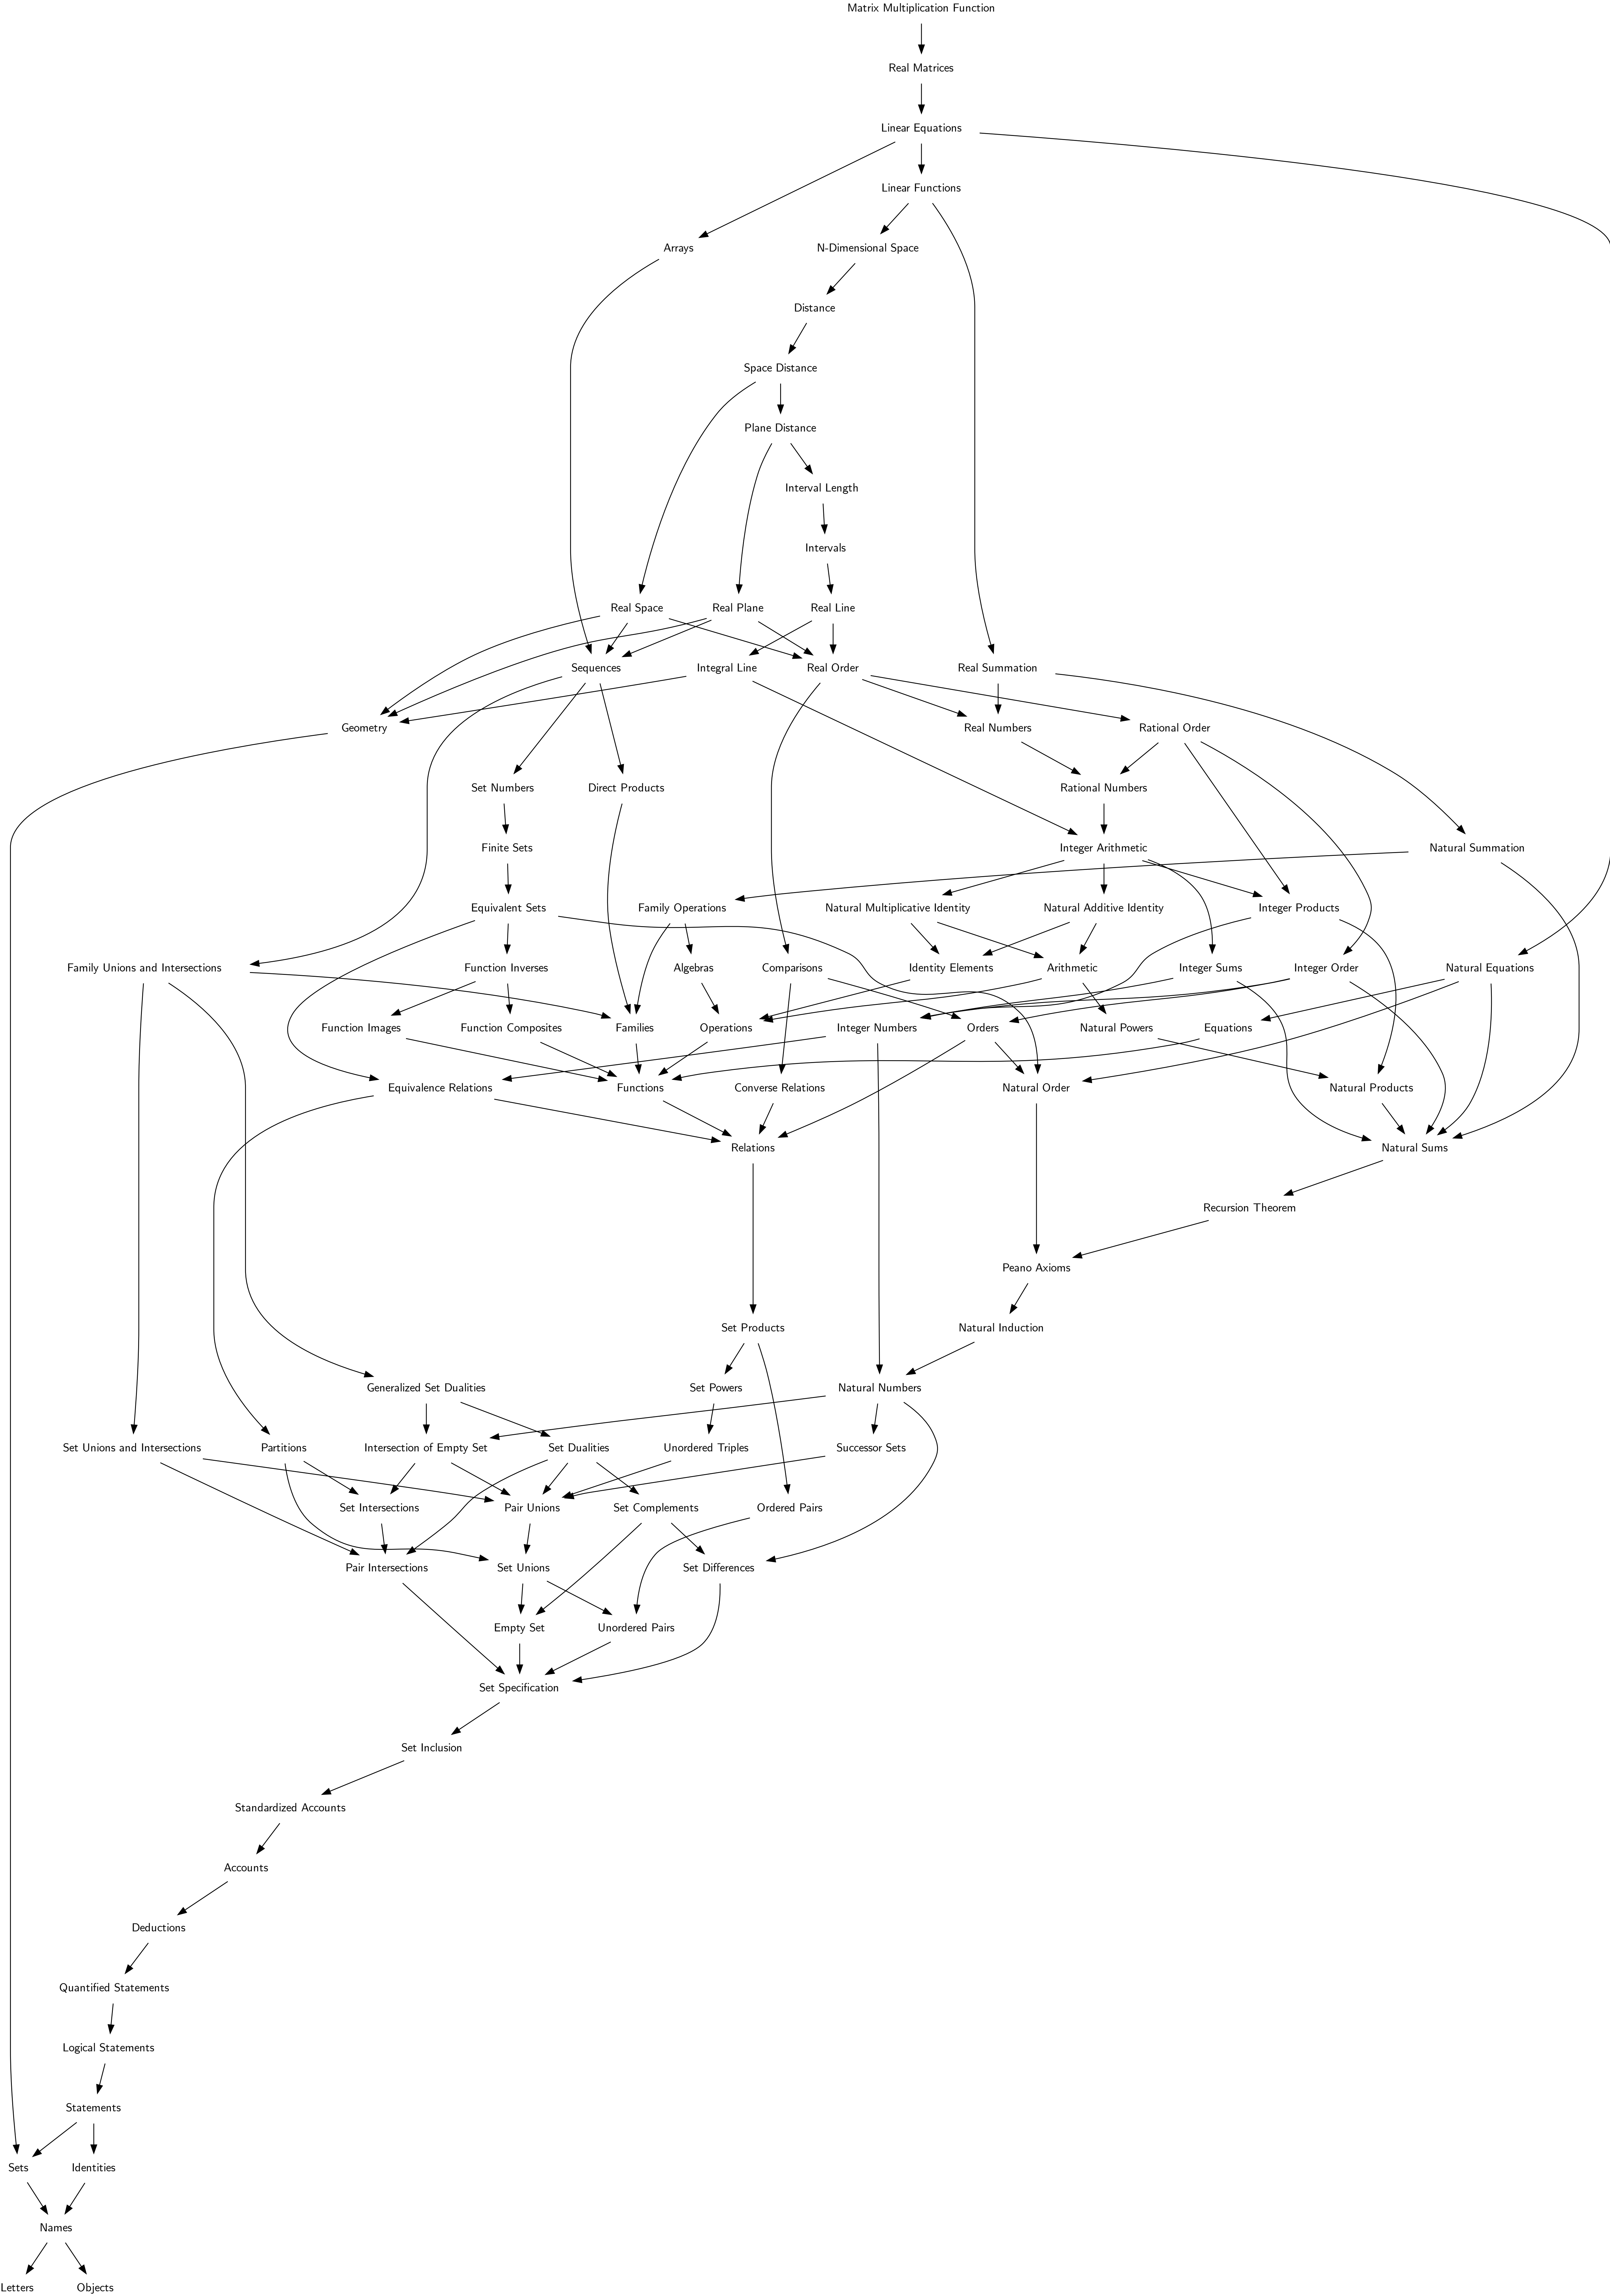 Matrix Multiplication Function
Real Matrices
Linear Equations
Linear Functions
Arrays
N-Dimensional Space
Distance
Space Distance
Plane Distance
Interval Length
Intervals
Real Space
Real Plane
Real Line
Sequences
Integral Line
Real Order
Real Summation
Geometry
Real Numbers
Rational Order
Set Numbers
Direct Products
Rational Numbers
Finite Sets
Integer Arithmetic
Natural Summation
Equivalent Sets
Family Operations
Natural Multiplicative Identity
Natural Additive Identity
Integer Products
Family Unions and Intersections
Function Inverses
Algebras
Comparisons
Identity Elements
Arithmetic
Integer Sums
Integer Order
Natural Equations
Function Images
Function Composites
Families
Operations
Integer Numbers
Orders
Natural Powers
Equations
Equivalence Relations
Functions
Converse Relations
Natural Order
Natural Products
Relations
Natural Sums
Recursion Theorem
Peano Axioms
Set Products
Natural Induction
Generalized Set Dualities
Set Powers
Natural Numbers
Set Unions and Intersections
Partitions
Intersection of Empty Set
Set Dualities
Unordered Triples
Successor Sets
Set Intersections
Pair Unions
Set Complements
Ordered Pairs
Pair Intersections
Set Unions
Set Differences
Empty Set
Unordered Pairs
Set Specification
Set Inclusion
Standardized Accounts
Accounts
Deductions
Quantified Statements
Logical Statements
Statements
Sets
Identities
Names
Letters
Objects